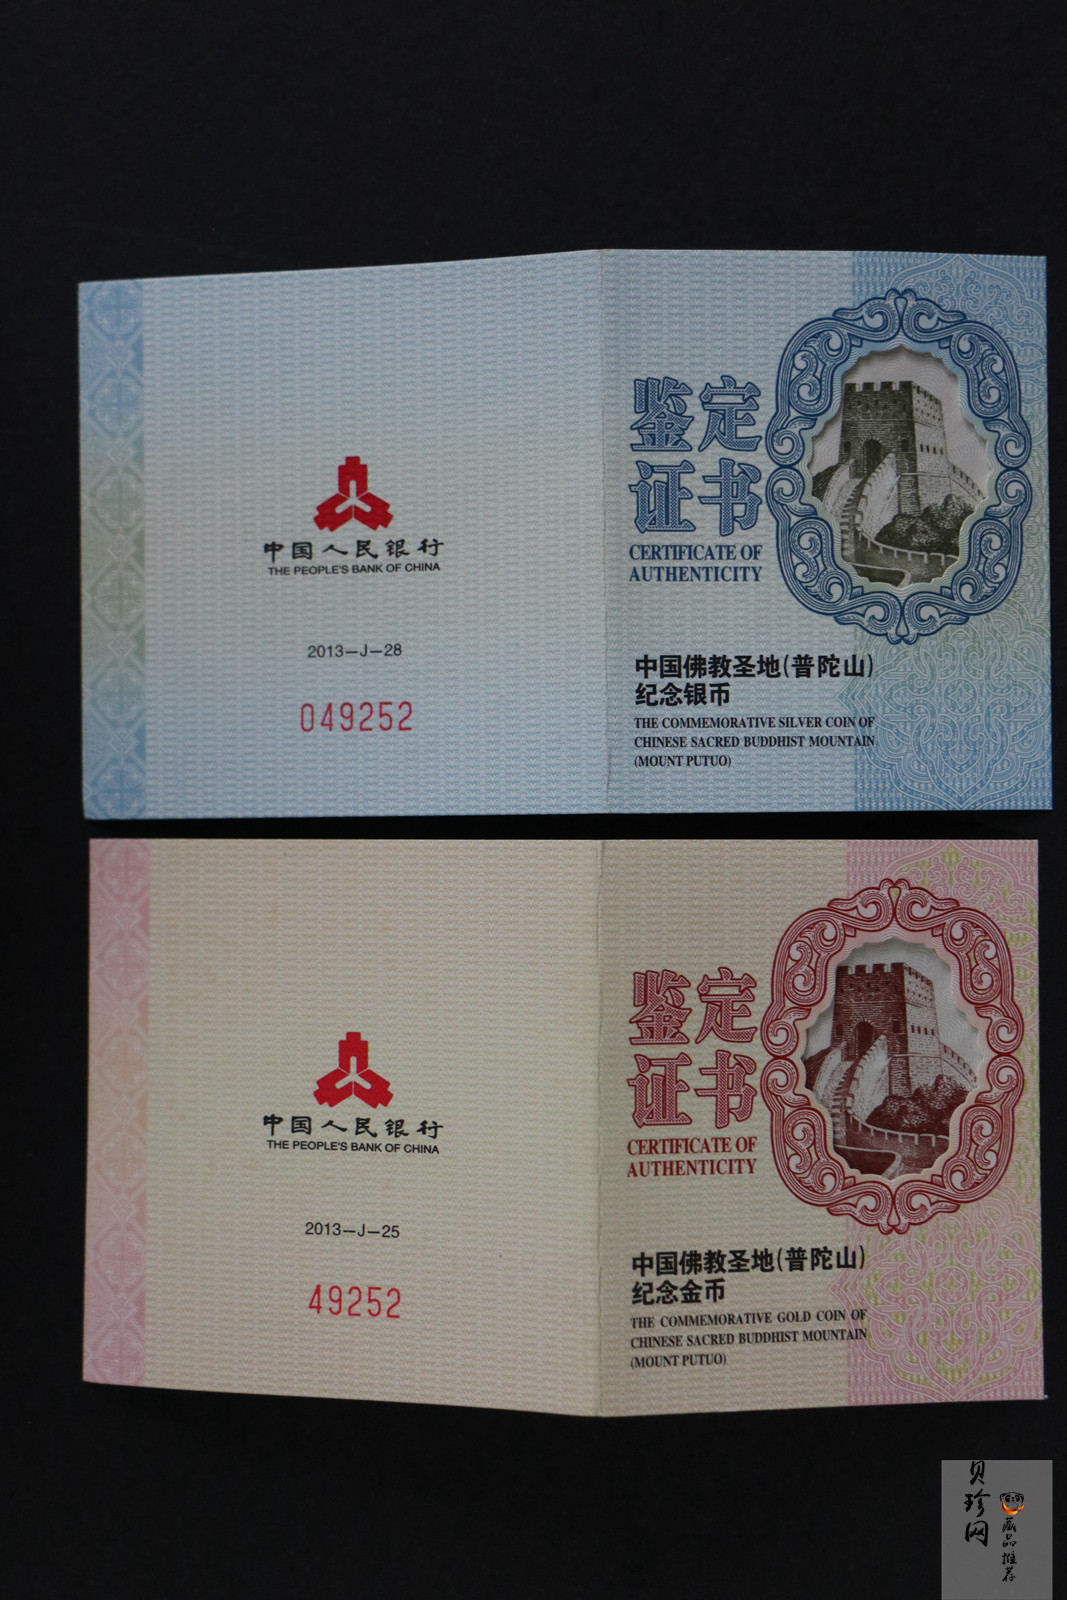 中国人民银行
THE PEOPLE'S BANK OF CHINA
2013—J—28
049252
鉴定
证书
CERTIFICATE OF
AUTHENTICITY
中国佛教圣地(普陀山)
纪念银币
THE COMMEMORATIVE SILVER COIN OF
CHINESE SACRED BUDDHIST MOUNTAIN
(MOUNT PUTUO)
中国人民银行
THE PEOPLE'S BANK OF CHINA
2013—J—25
49252
鉴定
证书
CERTIFICATE OF
AUTHENTICITY
中国佛教圣地(普陀山)
纪念金币
THE COMMEMORATIVE GOLD COIN OF
CHINESE SACRED BUDDHIST MOUNTAIN
(MOUNT PUTUO)
贝珍网
藏品推荐